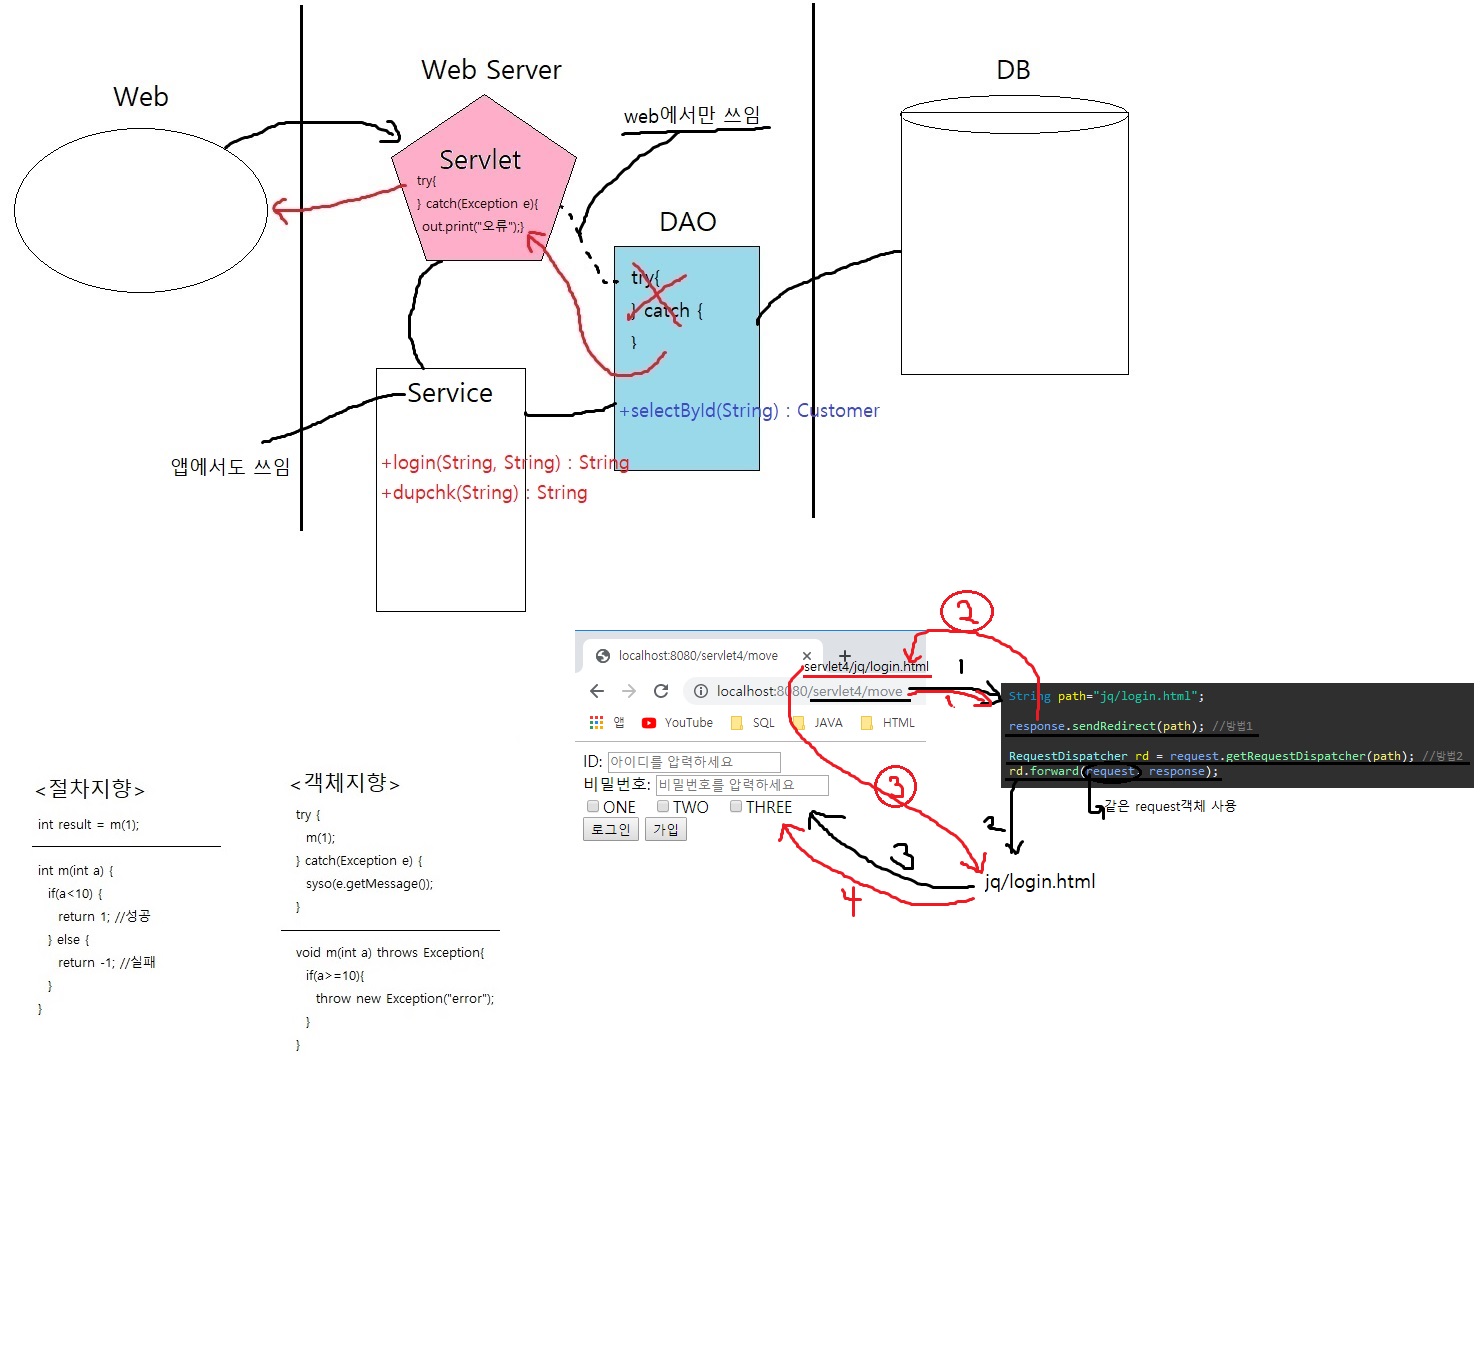 Web
Web Server
DB
web에서만 쓰임
Servlet
try{
} catch(Exception e){
out.print("오류");}
DAO
try{
} catch {
}
+selectById(String) : Customer
Service
앱에서도 쓰임
+login(String, String) : String
+dupchk(String) : String
2
localhost:8080/servlet4/move
servlet4/jq/login.html
1
localhost:8080/servlet4/move
1
앱
YouTube
SQL
JAVA
HTML
String path="jq/login.html";
response.sendRedirect(path); //방법1
RequestDispatcher rd = request.getRequestDispatcher(path); //방법2
rd.forward(request, response);
같은 request객체 사용
ID: 아이디를 압력하세요
비밀번호: 비밀번호를 압력하세요
ONE TWO THREE
로그인 가입
3
2
3
4
jq/login.html
<절차지향>
int result = m(1);
int m(int a) {
if(a<10) {
return 1; //성공
} else {
return -1; //실패
}
}
<객체지향>
try {
m(1);
} catch(Exception e) {
syso(e.getMessage());
}
void m(int a) throws Exception{
if(a>=10){
throw new Exception("error");
}
}